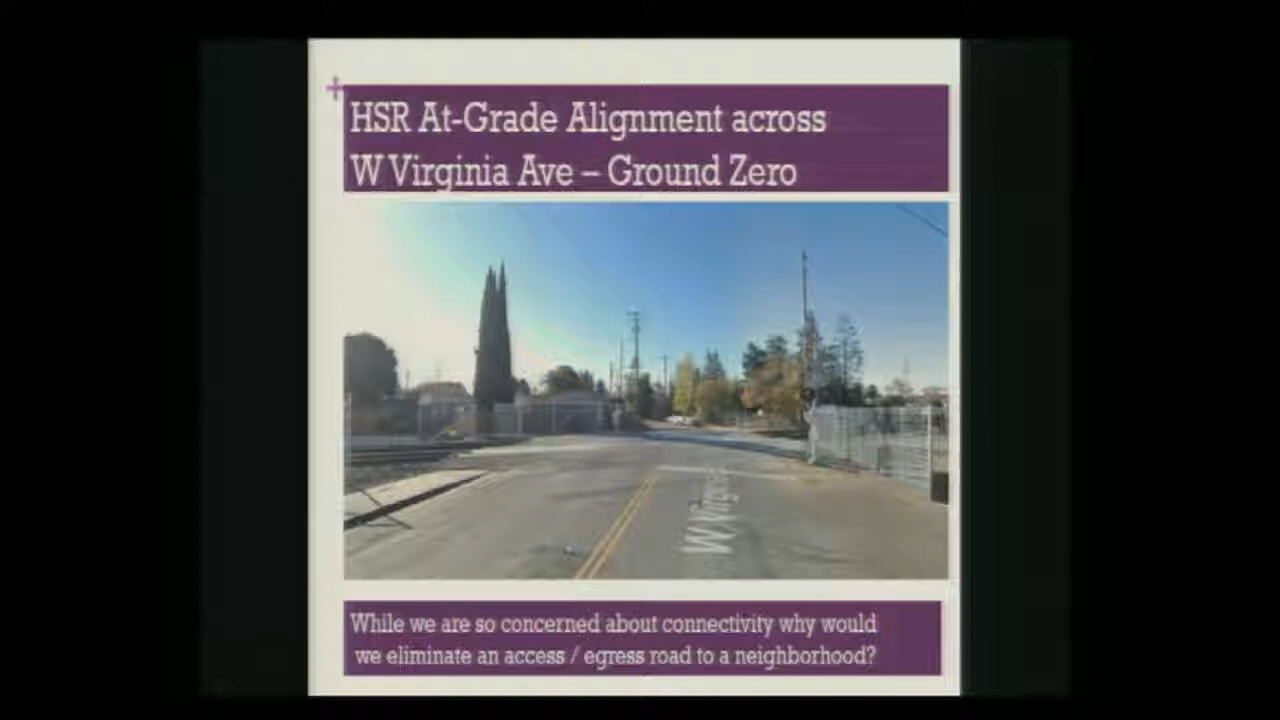 HSR At-Grade Alignment across
W Virginia Ave – Ground Zero
W Virginia
While we are so concerned about connectivity why would
we eliminate an access / egress road to a neighborhood?